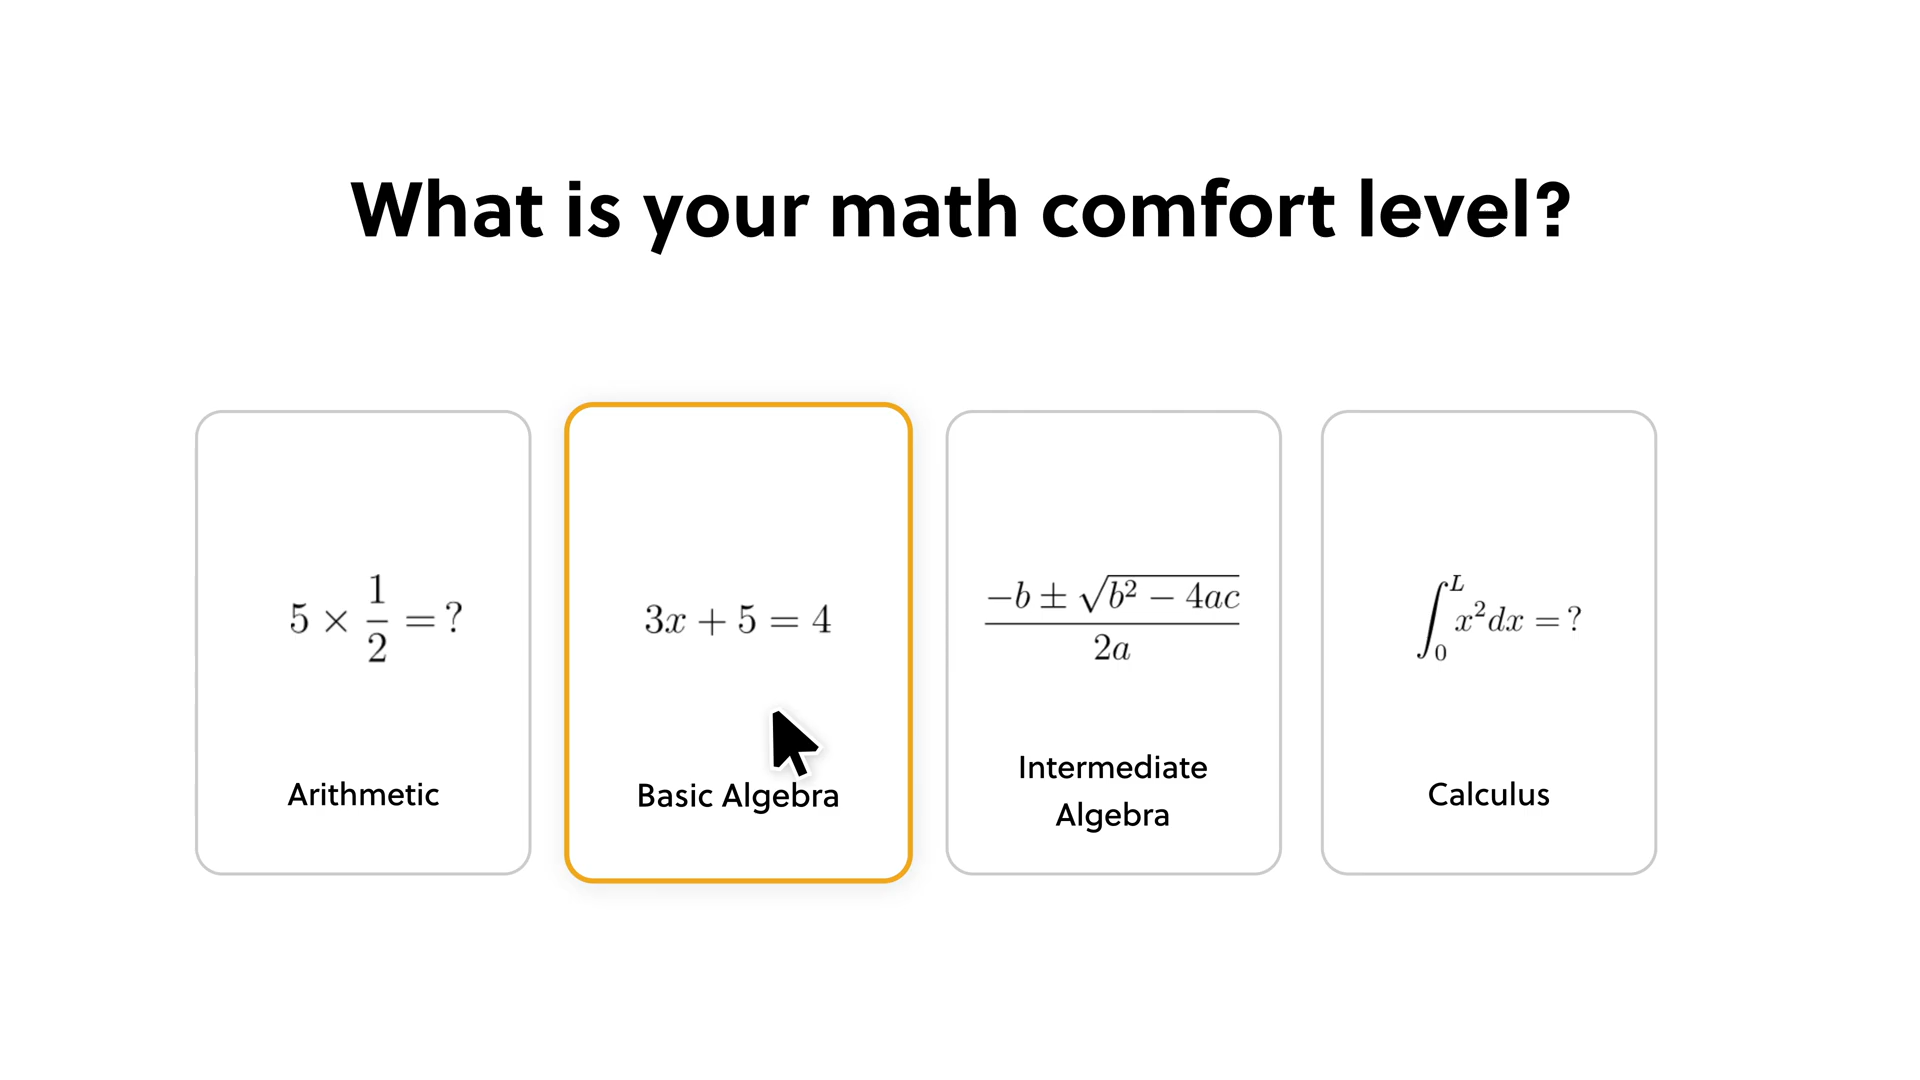 What is your math comfort level?
5 × 1/2 = ?
Arithmetic
3x + 5 = 4
Basic Algebra
−b ± √(b² − 4ac) / 2a
Intermediate
Algebra
∫₀ᴸ x²dx = ?
Calculus